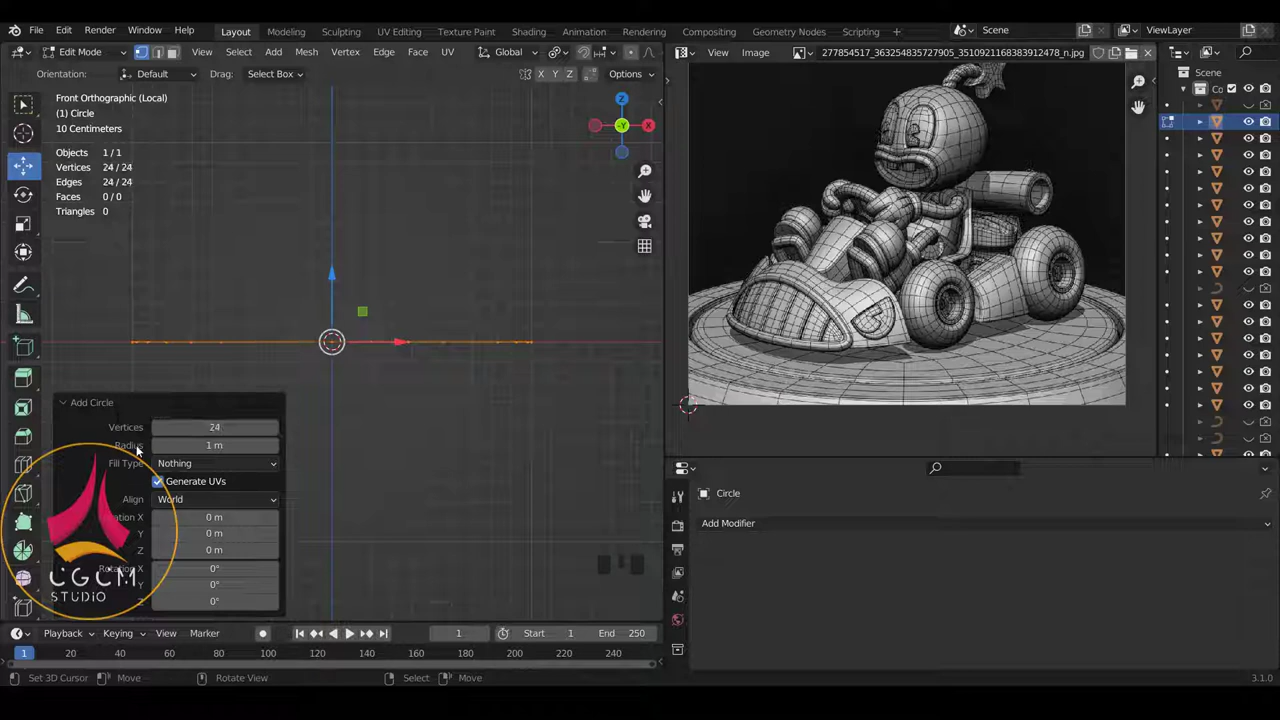 File Edit Render Window Help Layout Modeling Sculpting UV Editing Texture Paint Shading Animation Rendering Compositing Geometry Nodes Scripting Scene ViewLayer
Edit Mode View Select Add Mesh Vertex Edge Face UV Global View Image 277854517_363254835727905_3510921168383912478_n.jpg
Orientation: Default Drag: Select Box X Y Z Options Scene
Front Orthographic (Local)
(1) Circle
10 Centimeters
Objects 1/1
Vertices 24/24
Edges 24/24
Faces 0/0
Triangles 0
Z
-Y
X
Add Circle
Vertices 24
Radius 1 m
Fill Type Nothing
Generate UVs
Align World
0 m
Y 0 m
Z 0 m
Rotation X 0°
Y 0°
Z 0°
CGCM
STUDIO
Circle
Add Modifier
Playback Keying View Marker 1 Start 1 End 250
1 20 40 60 80 100 120 140 160 180 200 220 240
Set 3D Cursor Move Rotate View Select Move 3.1.0